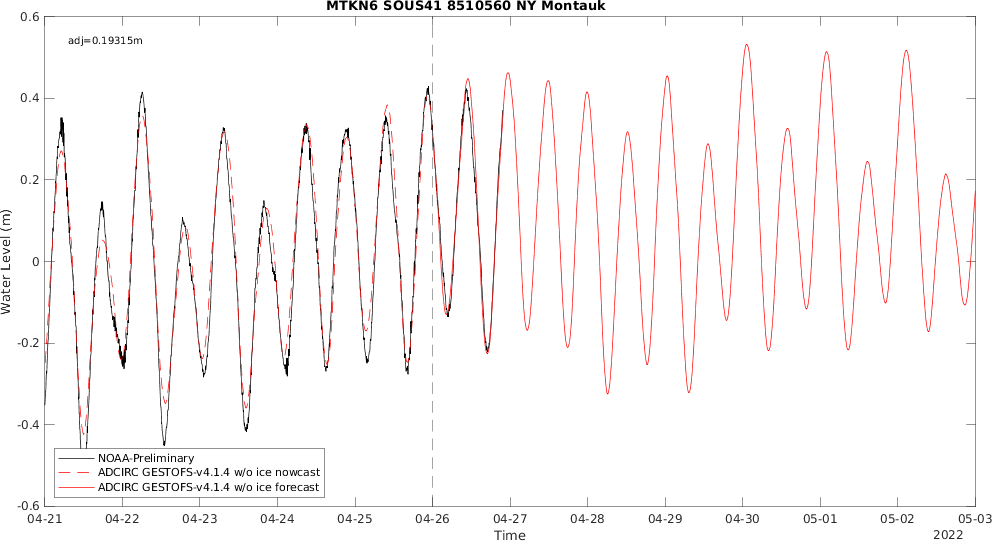 MTKN6 SOUS41 8510560 NY Montauk
adj=0.19315m
0.6
0.4
0.2
0
-0.2
-0.4
-0.6
Water Level (m)
NOAA-Preliminary
ADCIRC GESTOFS-v4.1.4 w/o ice nowcast
ADCIRC GESTOFS-v4.1.4 w/o ice forecast
04-21 04-22 04-23 04-24 04-25 04-26 04-27 04-28 04-29 04-30 05-01 05-02 05-03
Time
2022